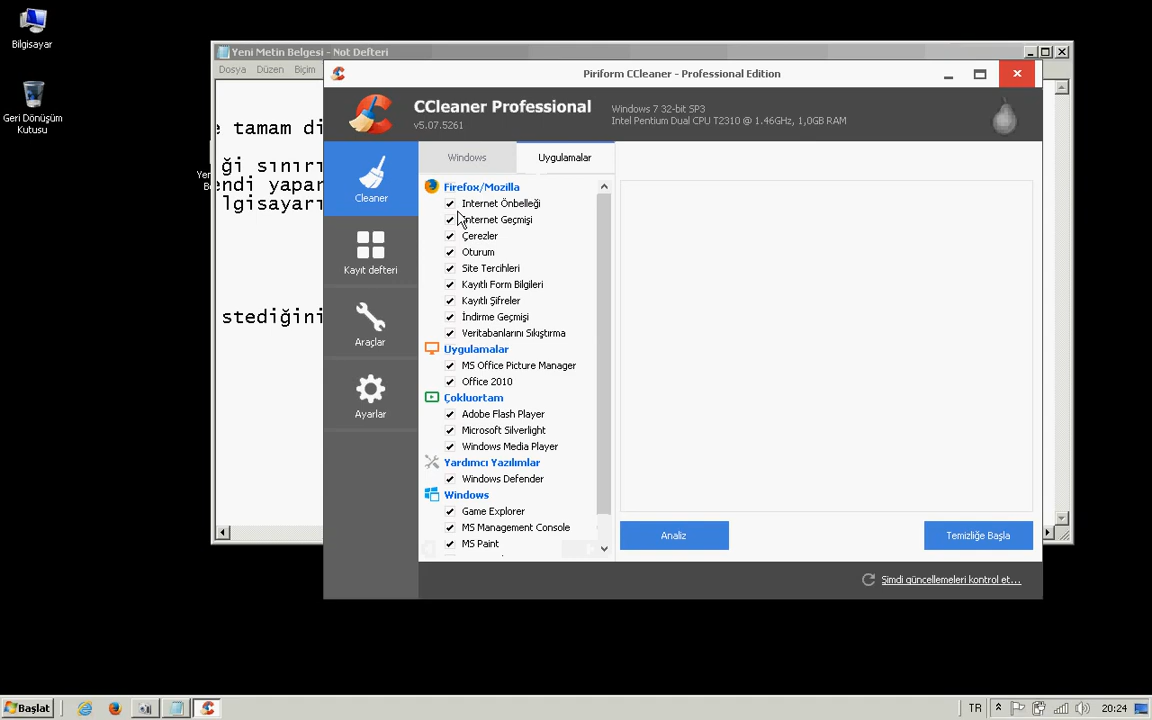 Bilgisayar
Geri Dönüşüm
Kutusu
Yeni Metin Belgesi - Not Defteri
Dosya Düzen Biçim
e tamam di
ği sınırı
endi yapar
lgisayarı
stediğini
Piriform CCleaner - Professional Edition
CCleaner Professional
v5.07.5261
Windows 7 32-bit SP3
Intel Pentium Dual CPU T2310 @ 1.46GHz, 1,0GB RAM
Cleaner
Kayıt defteri
Araçlar
Ayarlar
Windows
Uygulamalar
Firefox/Mozilla
Internet Önbelleği
Internet Geçmişi
Çerezler
Oturum
Site Tercihleri
Kayıtlı Form Bilgileri
Kayıtlı Şifreler
İndirme Geçmişi
Veritabanlarını Sıkıştırma
Uygulamalar
MS Office Picture Manager
Office 2010
Çokluortam
Adobe Flash Player
Microsoft Silverlight
Windows Media Player
Yardımcı Yazılımlar
Windows Defender
Windows
Game Explorer
MS Management Console
MS Paint
Analiz
Temizliğe Başla
Şimdi güncellemeleri kontrol et...
Başlat
TR
20:24